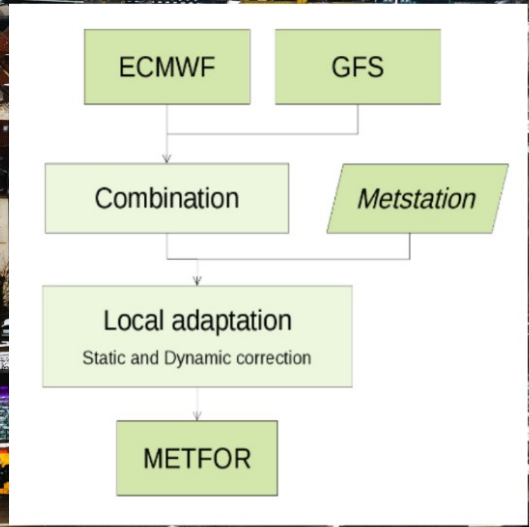 ECMWF
GFS
Combination
Metstation
Local adaptation
Static and Dynamic correction
METFOR